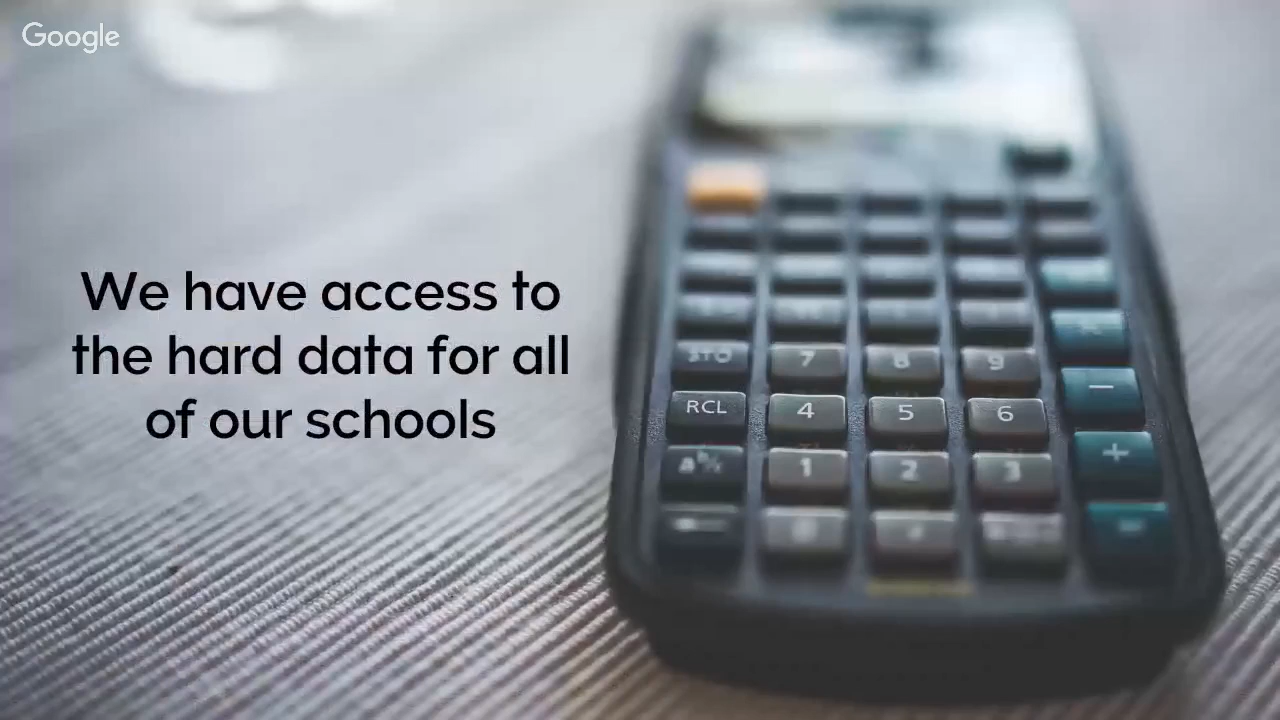 Google
We have access to
the hard data for all
of our schools
STO
7
8
9
RCL
4
5
6
−
1
2
3
+